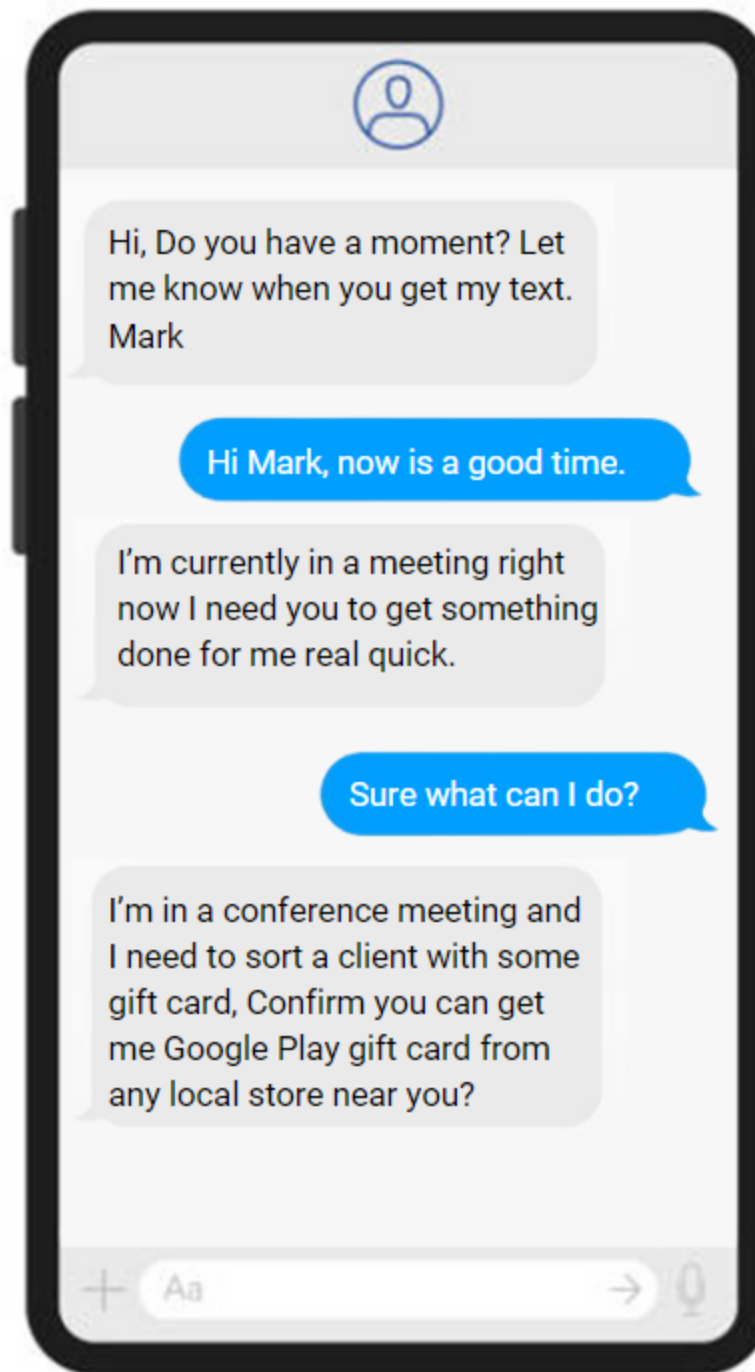 Hi, Do you have a moment? Let
me know when you get my text.
Mark
Hi Mark, now is a good time.
I'm currently in a meeting right
now I need you to get something
done for me real quick.
Sure what can I do?
I'm in a conference meeting and
I need to sort a client with some
gift card, Confirm you can get
me Google Play gift card from
any local store near you?
Aa